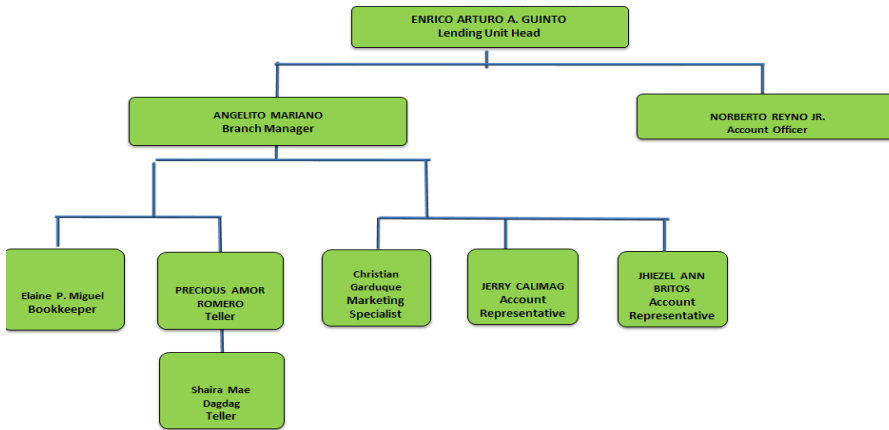 ENRICO ARTURO A. GUINTO
Lending Unit Head
ANGELITO MARIANO
Branch Manager
NORBERTO REYNO JR.
Account Officer
Elaine P. Miguel
Bookkeeper
PRECIOUS AMOR
ROMERO
Teller
Christian
Garduque
Marketing
Specialist
JERRY CALIMAG
Account
Representative
JHIEZEL ANN
BRITOS
Account
Representative
Shaira Mae
Dagdag
Teller